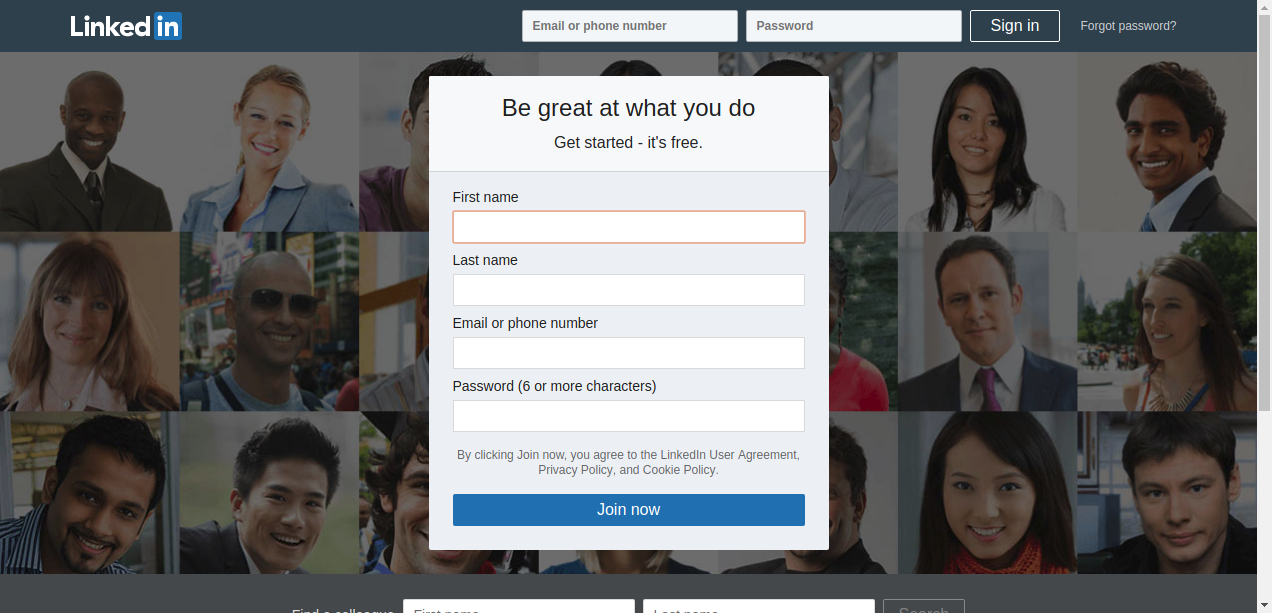 Linked in
Email or phone number
Password
Sign in
Forgot password?
Be great at what you do
Get started - it's free.
First name
Last name
Email or phone number
Password (6 or more characters)
By clicking Join now, you agree to the LinkedIn User Agreement,
Privacy Policy, and Cookie Policy.
Join now
Find a colleague
First name
Last name
Search